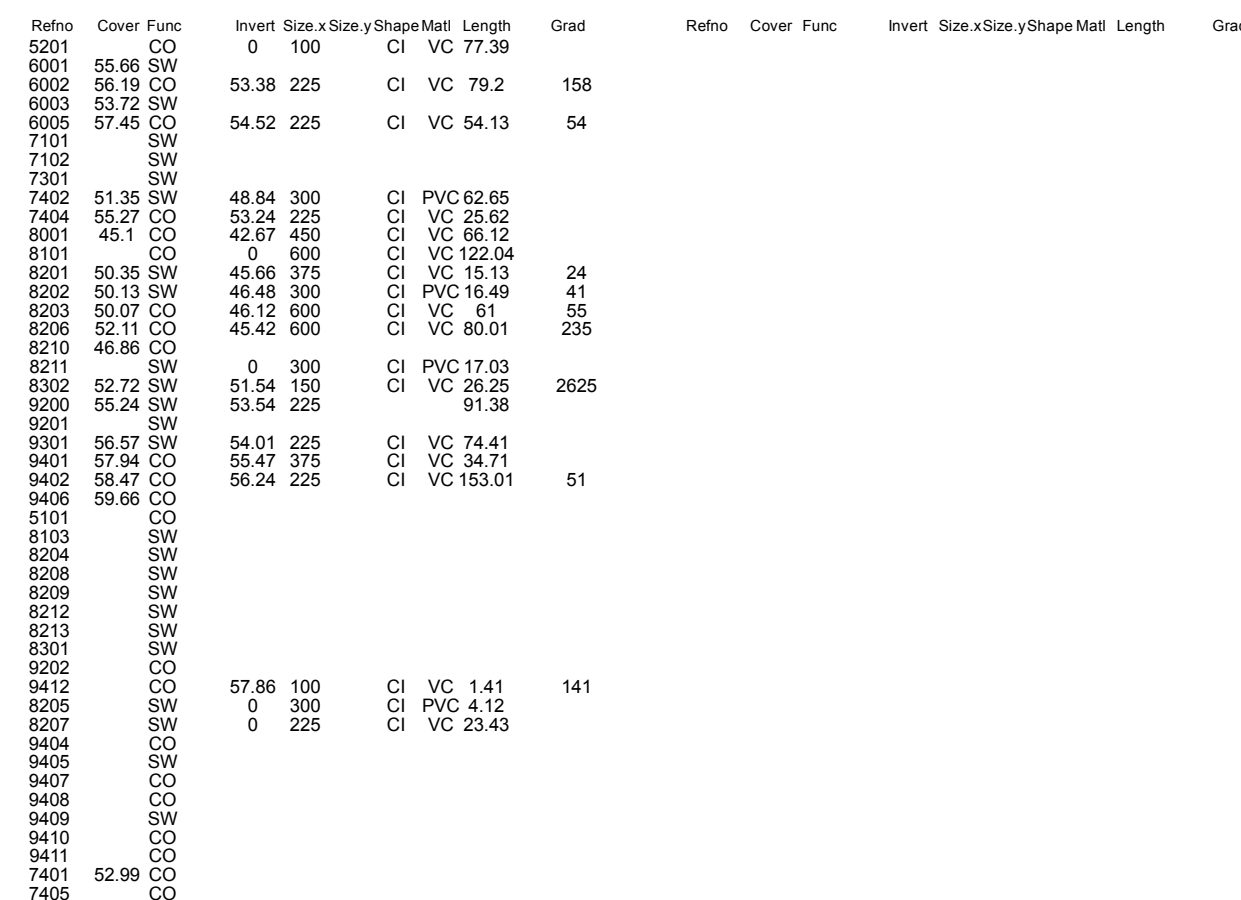 Refno Cover Func Invert Size.x Size.y Shape Matl Length Grad Refno Cover Func Invert Size.x Size.y Shape Matl Length Grad
5201 CO 0 100 CI VC 77.39
6001 55.66 SW
6002 56.19 CO 53.38 225 CI VC 79.2 158
6003 53.72 SW
6005 57.45 CO 54.52 225 CI VC 54.13 54
7101 SW
7102 SW
7301 SW
7402 51.35 SW 48.84 300 CI PVC 62.65
7404 55.27 CO 53.24 225 CI VC 25.62
8001 45.1 CO 42.67 450 CI VC 66.12
8101 CO 0 600 CI VC 122.04
8201 50.35 SW 45.66 375 CI VC 15.13 24
8202 50.13 SW 46.48 300 CI PVC 16.49 41
8203 50.07 CO 46.12 600 CI VC 61 55
8206 52.11 CO 45.42 600 CI VC 80.01 235
8210 46.86 CO
8211 SW 0 300 CI PVC 17.03
8302 52.72 SW 51.54 150 CI VC 26.25 2625
9200 55.24 SW 53.54 225 91.38
9201 SW
9301 56.57 SW 54.01 225 CI VC 74.41
9401 57.94 CO 55.47 375 CI VC 34.71
9402 58.47 CO 56.24 225 CI VC 153.01 51
9406 59.66 CO
5101 CO
8103 SW
8204 SW
8208 SW
8209 SW
8212 SW
8213 SW
8301 SW
9202 CO
9412 CO 57.86 100 CI VC 1.41 141
8205 SW 0 300 CI PVC 4.12
8207 SW 0 225 CI VC 23.43
9404 CO
9405 SW
9407 CO
9408 CO
9409 SW
9410 CO
9411 CO
7401 52.99 CO
7405 CO